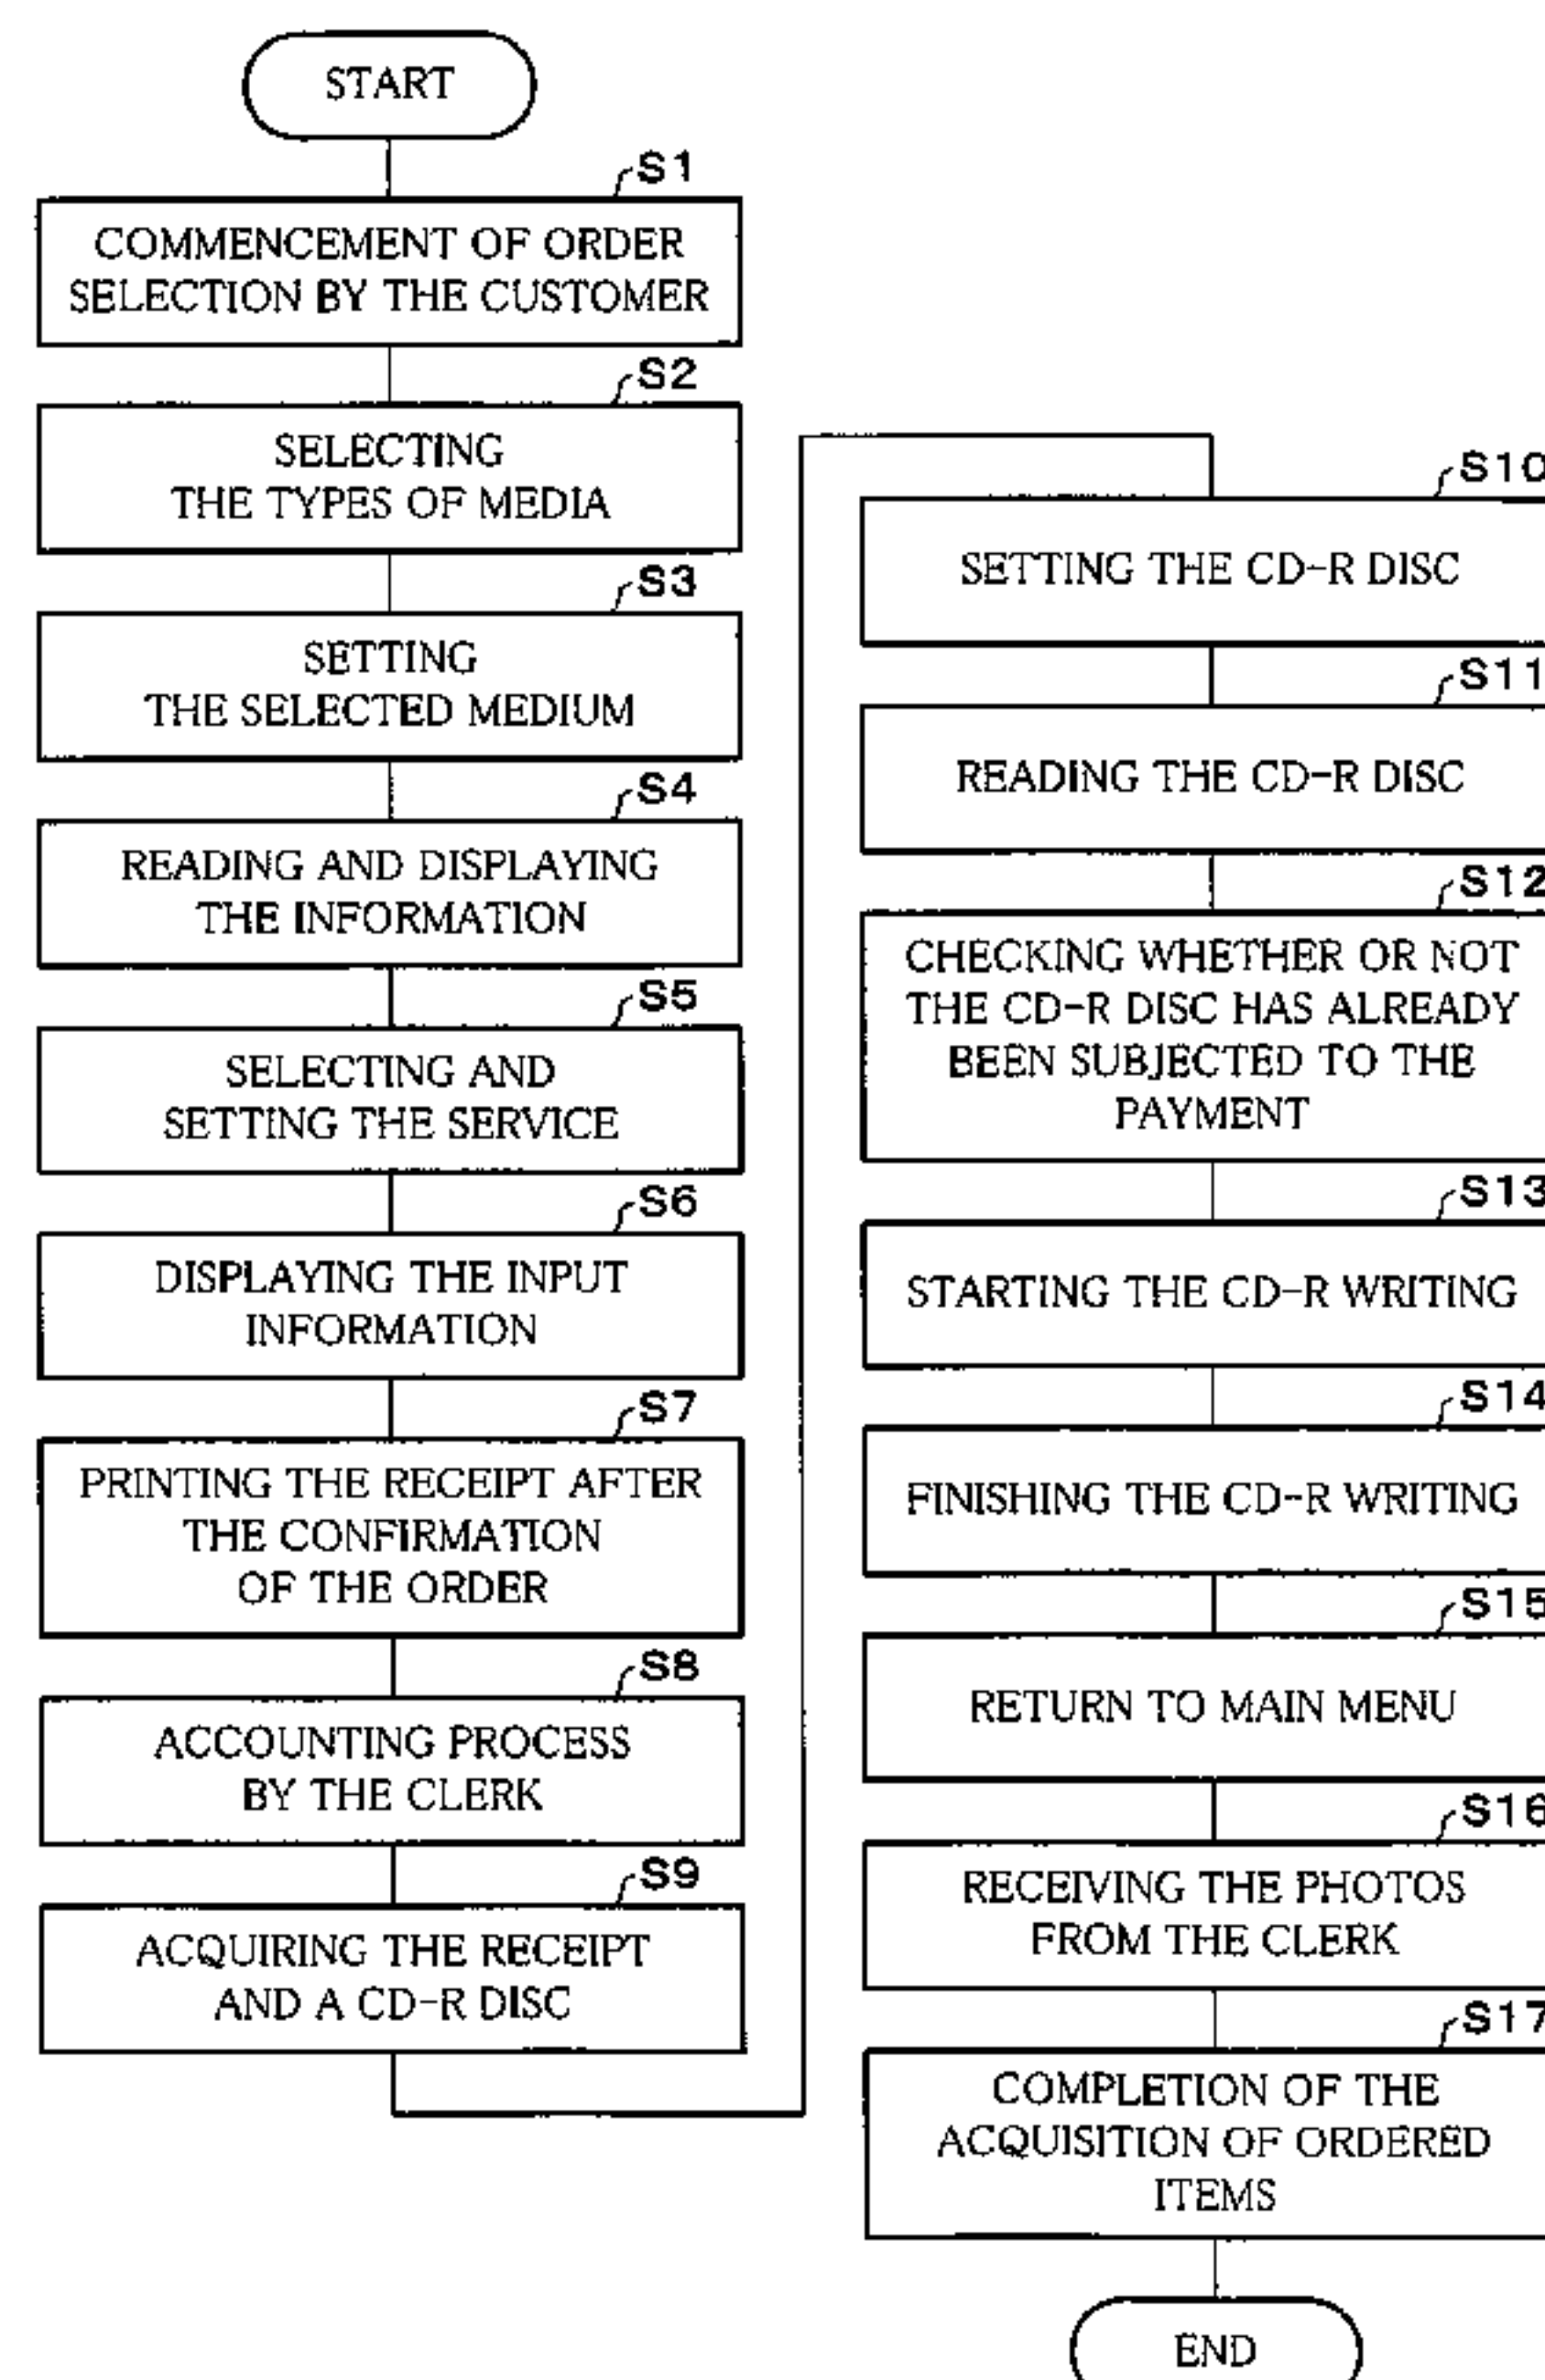 START
S1
COMMENCEMENT OF ORDER
SELECTION BY THE CUSTOMER
S2
SELECTING
THE TYPES OF MEDIA
S3
SETTING
THE SELECTED MEDIUM
S4
READING AND DISPLAYING
THE INFORMATION
S5
SELECTING AND
SETTING THE SERVICE
S6
DISPLAYING THE INPUT
INFORMATION
S7
PRINTING THE RECEIPT AFTER
THE CONFIRMATION
OF THE ORDER
S8
ACCOUNTING PROCESS
BY THE CLERK
S9
ACQUIRING THE RECEIPT
AND A CD-R DISC
S10
SETTING THE CD-R DISC
S11
READING THE CD-R DISC
S12
CHECKING WHETHER OR NOT
THE CD-R DISC HAS ALREADY
BEEN SUBJECTED TO THE
PAYMENT
S13
STARTING THE CD-R WRITING
S14
FINISHING THE CD-R WRITING
S15
RETURN TO MAIN MENU
S16
RECEIVING THE PHOTOS
FROM THE CLERK
S17
COMPLETION OF THE
ACQUISITION OF ORDERED
ITEMS
END